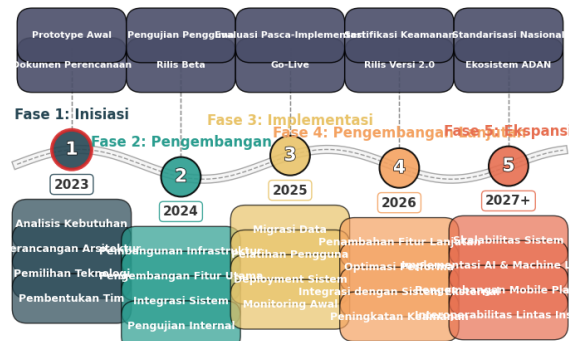 Prototype Awal
Dokumen Perencanaan
Pengujian Pengguna
Rilis Beta
Evaluasi Pasca-Implementasi
Go-Live
Sertifikasi Keamanan
Rilis Versi 2.0
Standarisasi Nasional
Ekosistem ADAN
Fase 1: Inisiasi
Fase 2: Pengembangan
Fase 3: Implementasi
Fase 4: Pengembangan Lanjutan
Fase 5: Ekspansi
1
2
3
4
5
2023
2024
2025
2026
2027+
Analisis Kebutuhan
Perancangan Arsitektur
Pemilihan Teknologi
Pembentukan Tim
Pembangunan Infrastruktur
Pengembangan Fitur Utama
Integrasi Sistem
Pengujian Internal
Migrasi Data
Pelatihan Pengguna
Deployment Sistem
Monitoring Awal
Penambahan Fitur Lanjutan
Optimasi Performa
Integrasi dengan Sistem Eksternal
Peningkatan Keamanan
Skalabilitas Sistem
Implementasi AI & Machine L
Pengembangan Mobile Pla
Interoperabilitas Lintas Ins